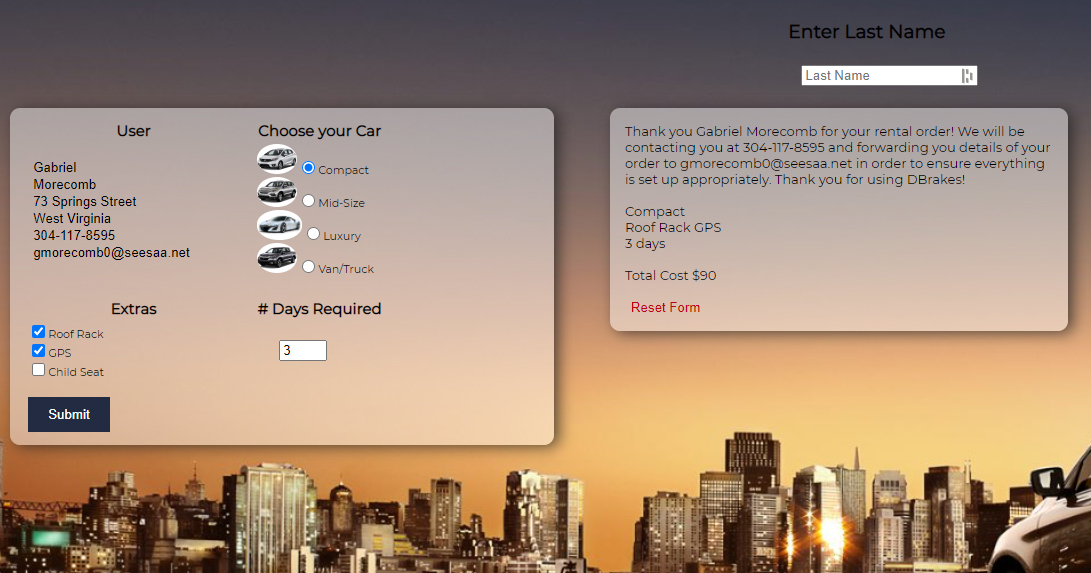 Enter Last Name
Last Name
User
Gabriel
Morecomb
73 Springs Street
West Virginia
304-117-8595
gmorecomb0@seesaa.net
Choose your Car
Compact
Mid-Size
Luxury
Van/Truck
Extras
Roof Rack
GPS
Child Seat
# Days Required
3
Submit
Thank you Gabriel Morecomb for your rental order! We will be
contacting you at 304-117-8595 and forwarding you details of your
order to gmorecomb0@seesaa.net in order to ensure everything
is set up appropriately. Thank you for using DBrakes!
Compact
Roof Rack GPS
3 days
Total Cost $90
Reset Form